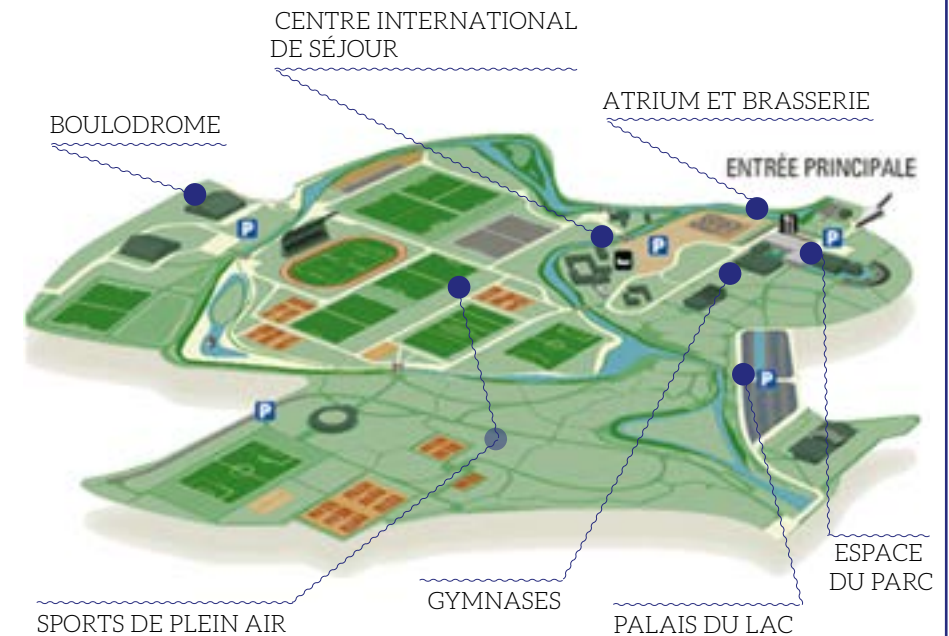 CENTRE INTERNATIONAL
DE SÉJOUR
ATRIUM ET BRASSERIE
BOULODROME
ENTRÉE PRINCIPALE
P
P
P
P
P
ESPACE
DU PARC
GYMNASES
SPORTS DE PLEIN AIR
PALAIS DU LAC